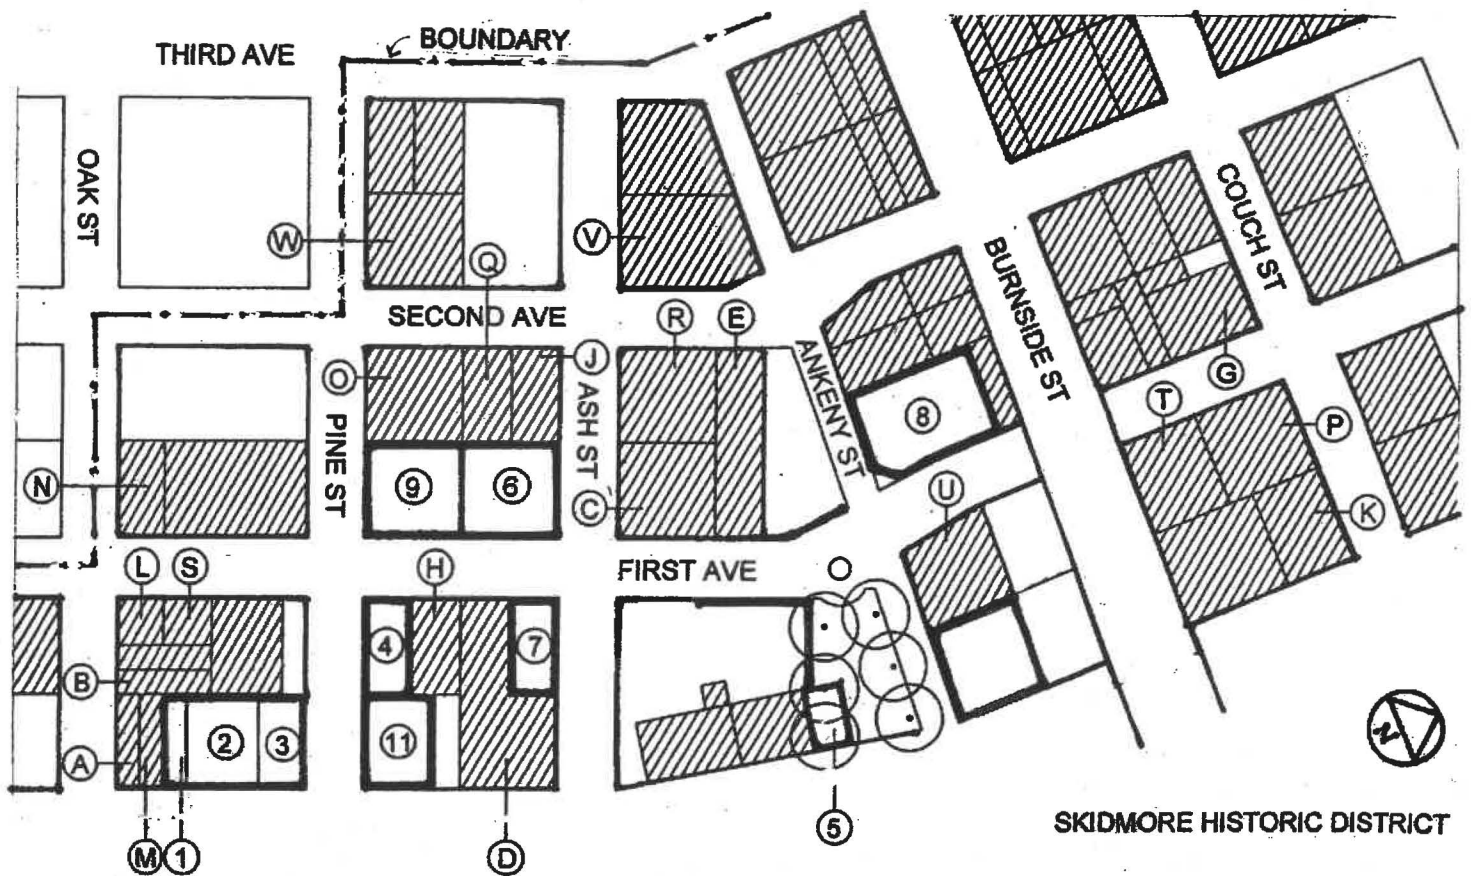 THIRD AVE
BOUNDARY
OAK ST
COUCH ST
W
Q
V
BURNSIDE ST
SECOND AVE
R
E
J
O
PINE ST
ASH ST
ANKENY ST
G
T
P
8
N
9
6
C
U
K
L
S
H
FIRST AVE
4
7
B
A
2
3
11
N
5
SKIDMORE HISTORIC DISTRICT
M
1
D